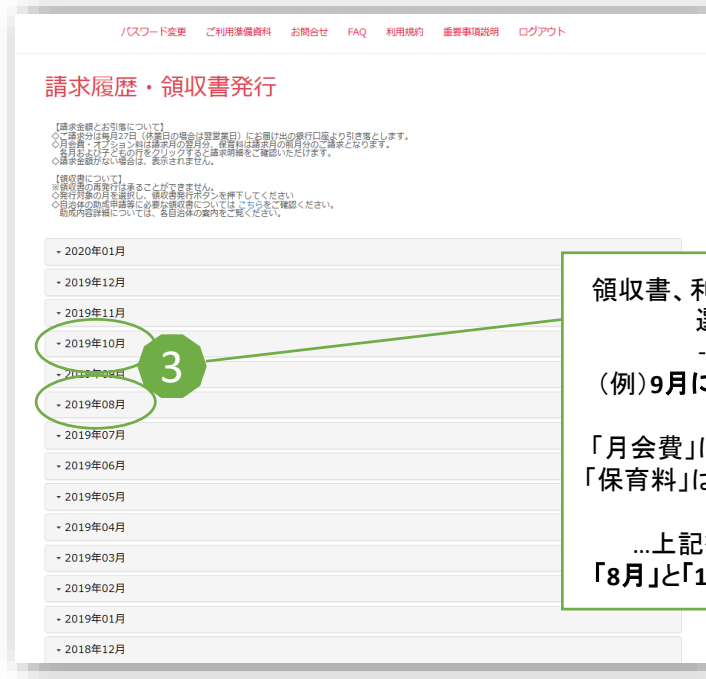 パスワード変更 ご利用準備資料 お問合せ FAQ 利用規約 重要事項説明 ログアウト
請求履歴・領収書発行
【請求金額とお引落について】
◇ご請求分は毎月27日（休業日の場合は翌営業日）にお届け出の銀行口座より引き落とします。
◇月会費・オプション料は請求月の翌月分、保育料は請求月の前月分のご請求となります。
各月および子どもの行をクリックすると請求明細をご確認いただけます。
◇請求金額がない場合は、表示されません。
【領収書について】
※領収書の再発行は承ることができません。
◇発行対象の月を選択し、領収書発行ボタンを押下してください
◇自治体の助成申請等に必要な領収書については こちらをご確認ください。
助成内容詳細については、各自治体の案内をご覧ください。
2020年01月
2019年12月
2019年11月
2019年10月
2019年09月
2019年08月
2019年07月
2019年06月
2019年05月
2019年04月
2019年03月
2019年02月
2019年01月
2018年12月
3
領収書、利
（例）9月に
「月会費」に
「保育料」は
…上記
「8月」と「1